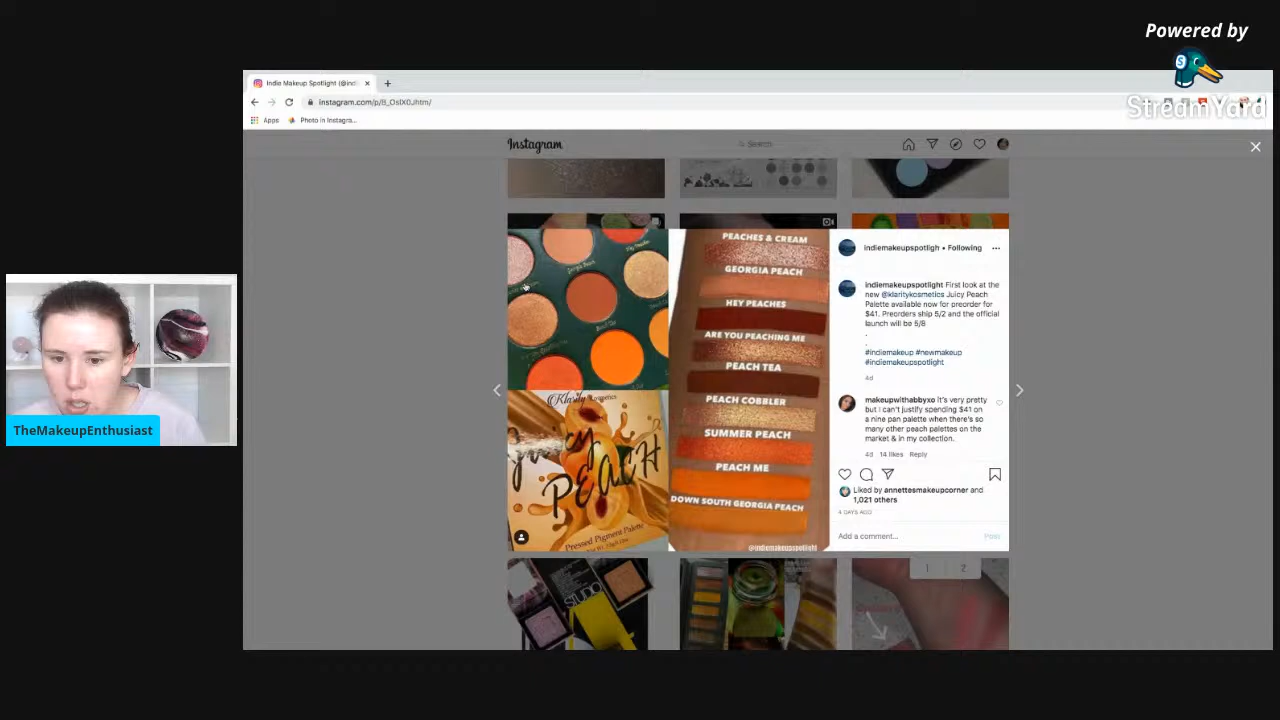 Powered by
StreamYard
Indie Makeup Spotlight (@indi
instagram.com/p/B_OslX0Jhtm/
Apps
Photo in Instagra...
Instagram
Search
PEACHES & CREAM
GEORGIA PEACH
HEY PEACHES
ARE YOU PEACHING ME
PEACH TEA
PEACH COBBLER
SUMMER PEACH
PEACH ME
DOWN SOUTH GEORGIA PEACH
@indiemakeupspotlight
Klarity Kosmetics
Juicy
PEACH
Pressed Pigment Palette
indiemakeupspotligh • Following
indiemakeupspotlight First look at the
new @klaritykosmetics Juicy Peach
Palette available now for preorder for
$41. Preorders ship 5/2 and the official
launch will be 5/8
.
.
#indiemakeup #newmakeup
#indiemakeupspotlight
4d
makeupwithabbyxo It's very pretty
but I can't justify spending $41 on
a nine pan palette when there's so
many other peach palettes on the
market & in my collection.
4d 14 likes Reply
Liked by annettesmakeupcorner and
1,021 others
4 DAYS AGO
Add a comment...
Post
1 2
STUDIO
TheMakeupEnthusiast